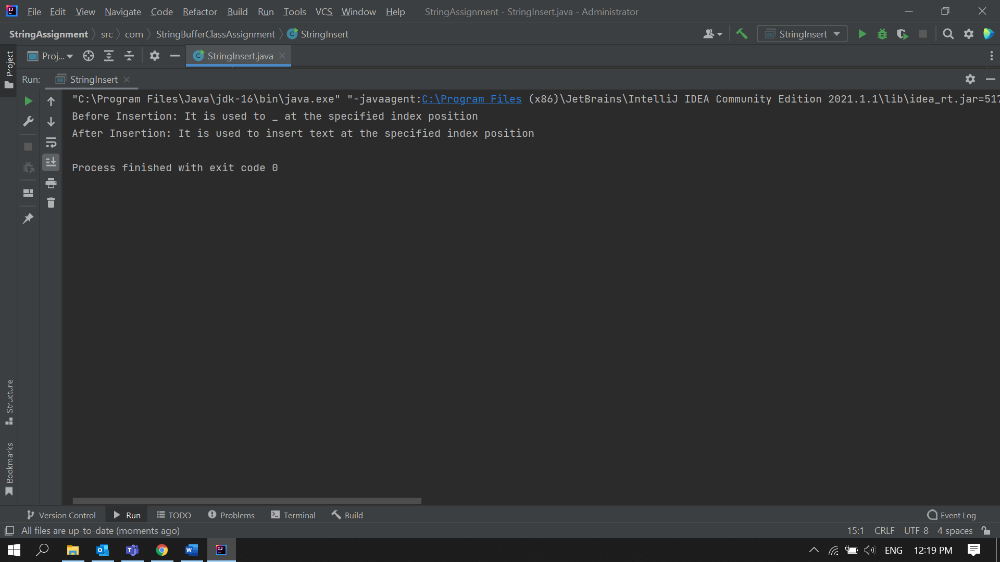 File Edit View Navigate Code Refactor Build Run Tools VCS Window Help StringAssignment - StringInsert.java - Administrator
StringAssignment src com StringBufferClassAssignment StringInsert StringInsert
Project
Proj... StringInsert.java
Run: StringInsert
"C:\Program Files\Java\jdk-16\bin\java.exe" "-javaagent:C:\Program Files (x86)\JetBrains\IntelliJ IDEA Community Edition 2021.1.1\lib\idea_rt.jar=517
Before Insertion: It is used to _ at the specified index position
After Insertion: It is used to insert text at the specified index position
Process finished with exit code 0
Structure
Bookmarks
Version Control Run TODO Problems Terminal Build Event Log
All files are up-to-date (moments ago) 15:1 CRLF UTF-8 4 spaces
ENG 12:19 PM